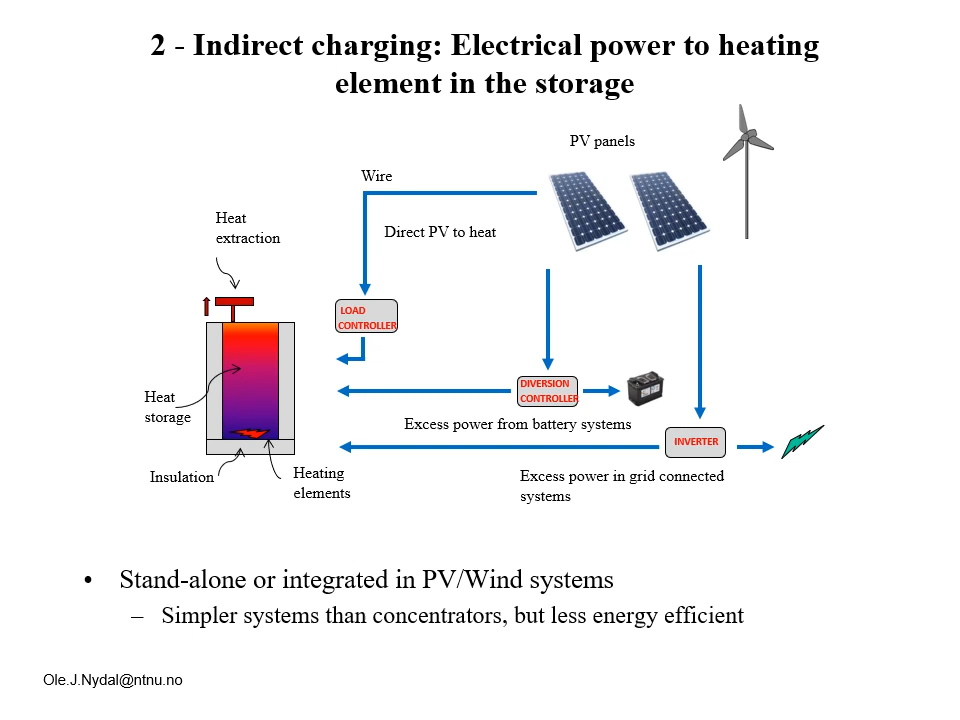 2 - Indirect charging: Electrical power to heating
element in the storage
PV panels
Wire
Heat
extraction
Direct PV to heat
LOAD
CONTROLLER
DIVERSION
CONTROLLER
Heat
storage
Excess power from battery systems
INVERTER
Insulation
Heating
elements
Excess power in grid connected
systems
• Stand-alone or integrated in PV/Wind systems
– Simpler systems than concentrators, but less energy efficient
Ole.J.Nydal@ntnu.no